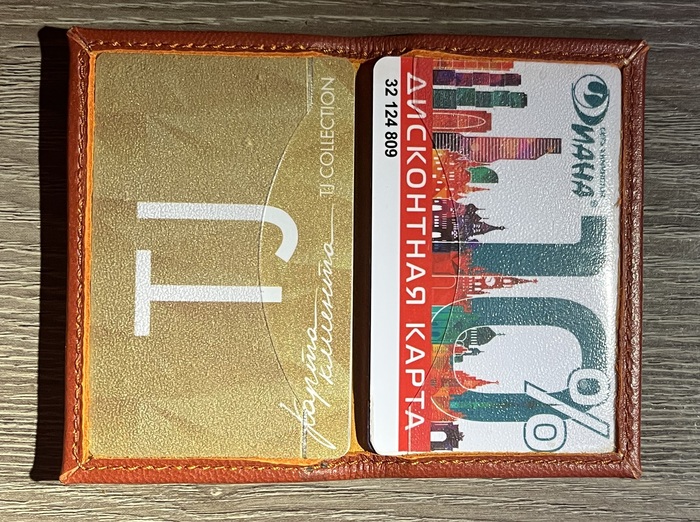 TJ
карта
клиента
TJ COLLECTION
ДИАНА®
10%
ДИСКОНТНАЯ КАРТА
32 124 809